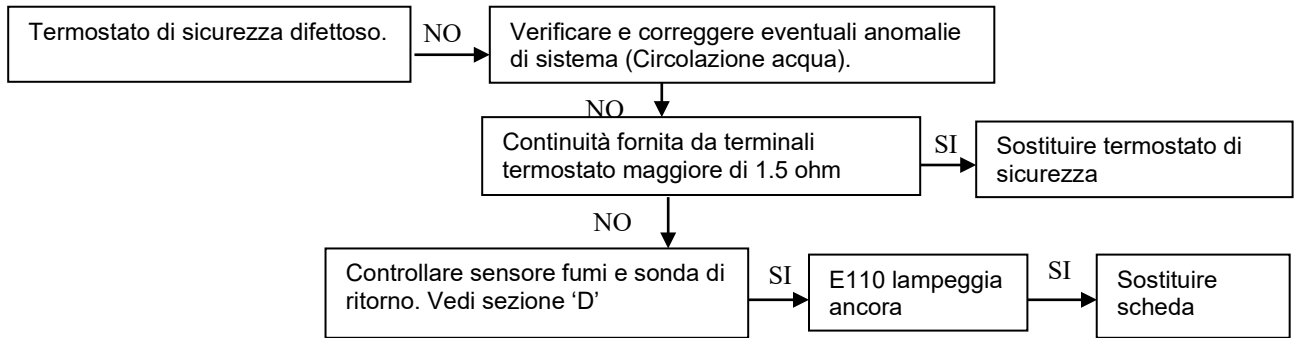 Termostato di sicurezza difettoso.
NO
Verificare e correggere eventuali anomalie
di sistema (Circolazione acqua).
NO
Continuità fornita da terminali
termostato maggiore di 1.5 ohm
SI
Sostituire termostato di
sicurezza
NO
Controllare sensore fumi e sonda di
ritorno. Vedi sezione ‘D’
SI
E110 lampeggia
ancora
SI
Sostituire
scheda